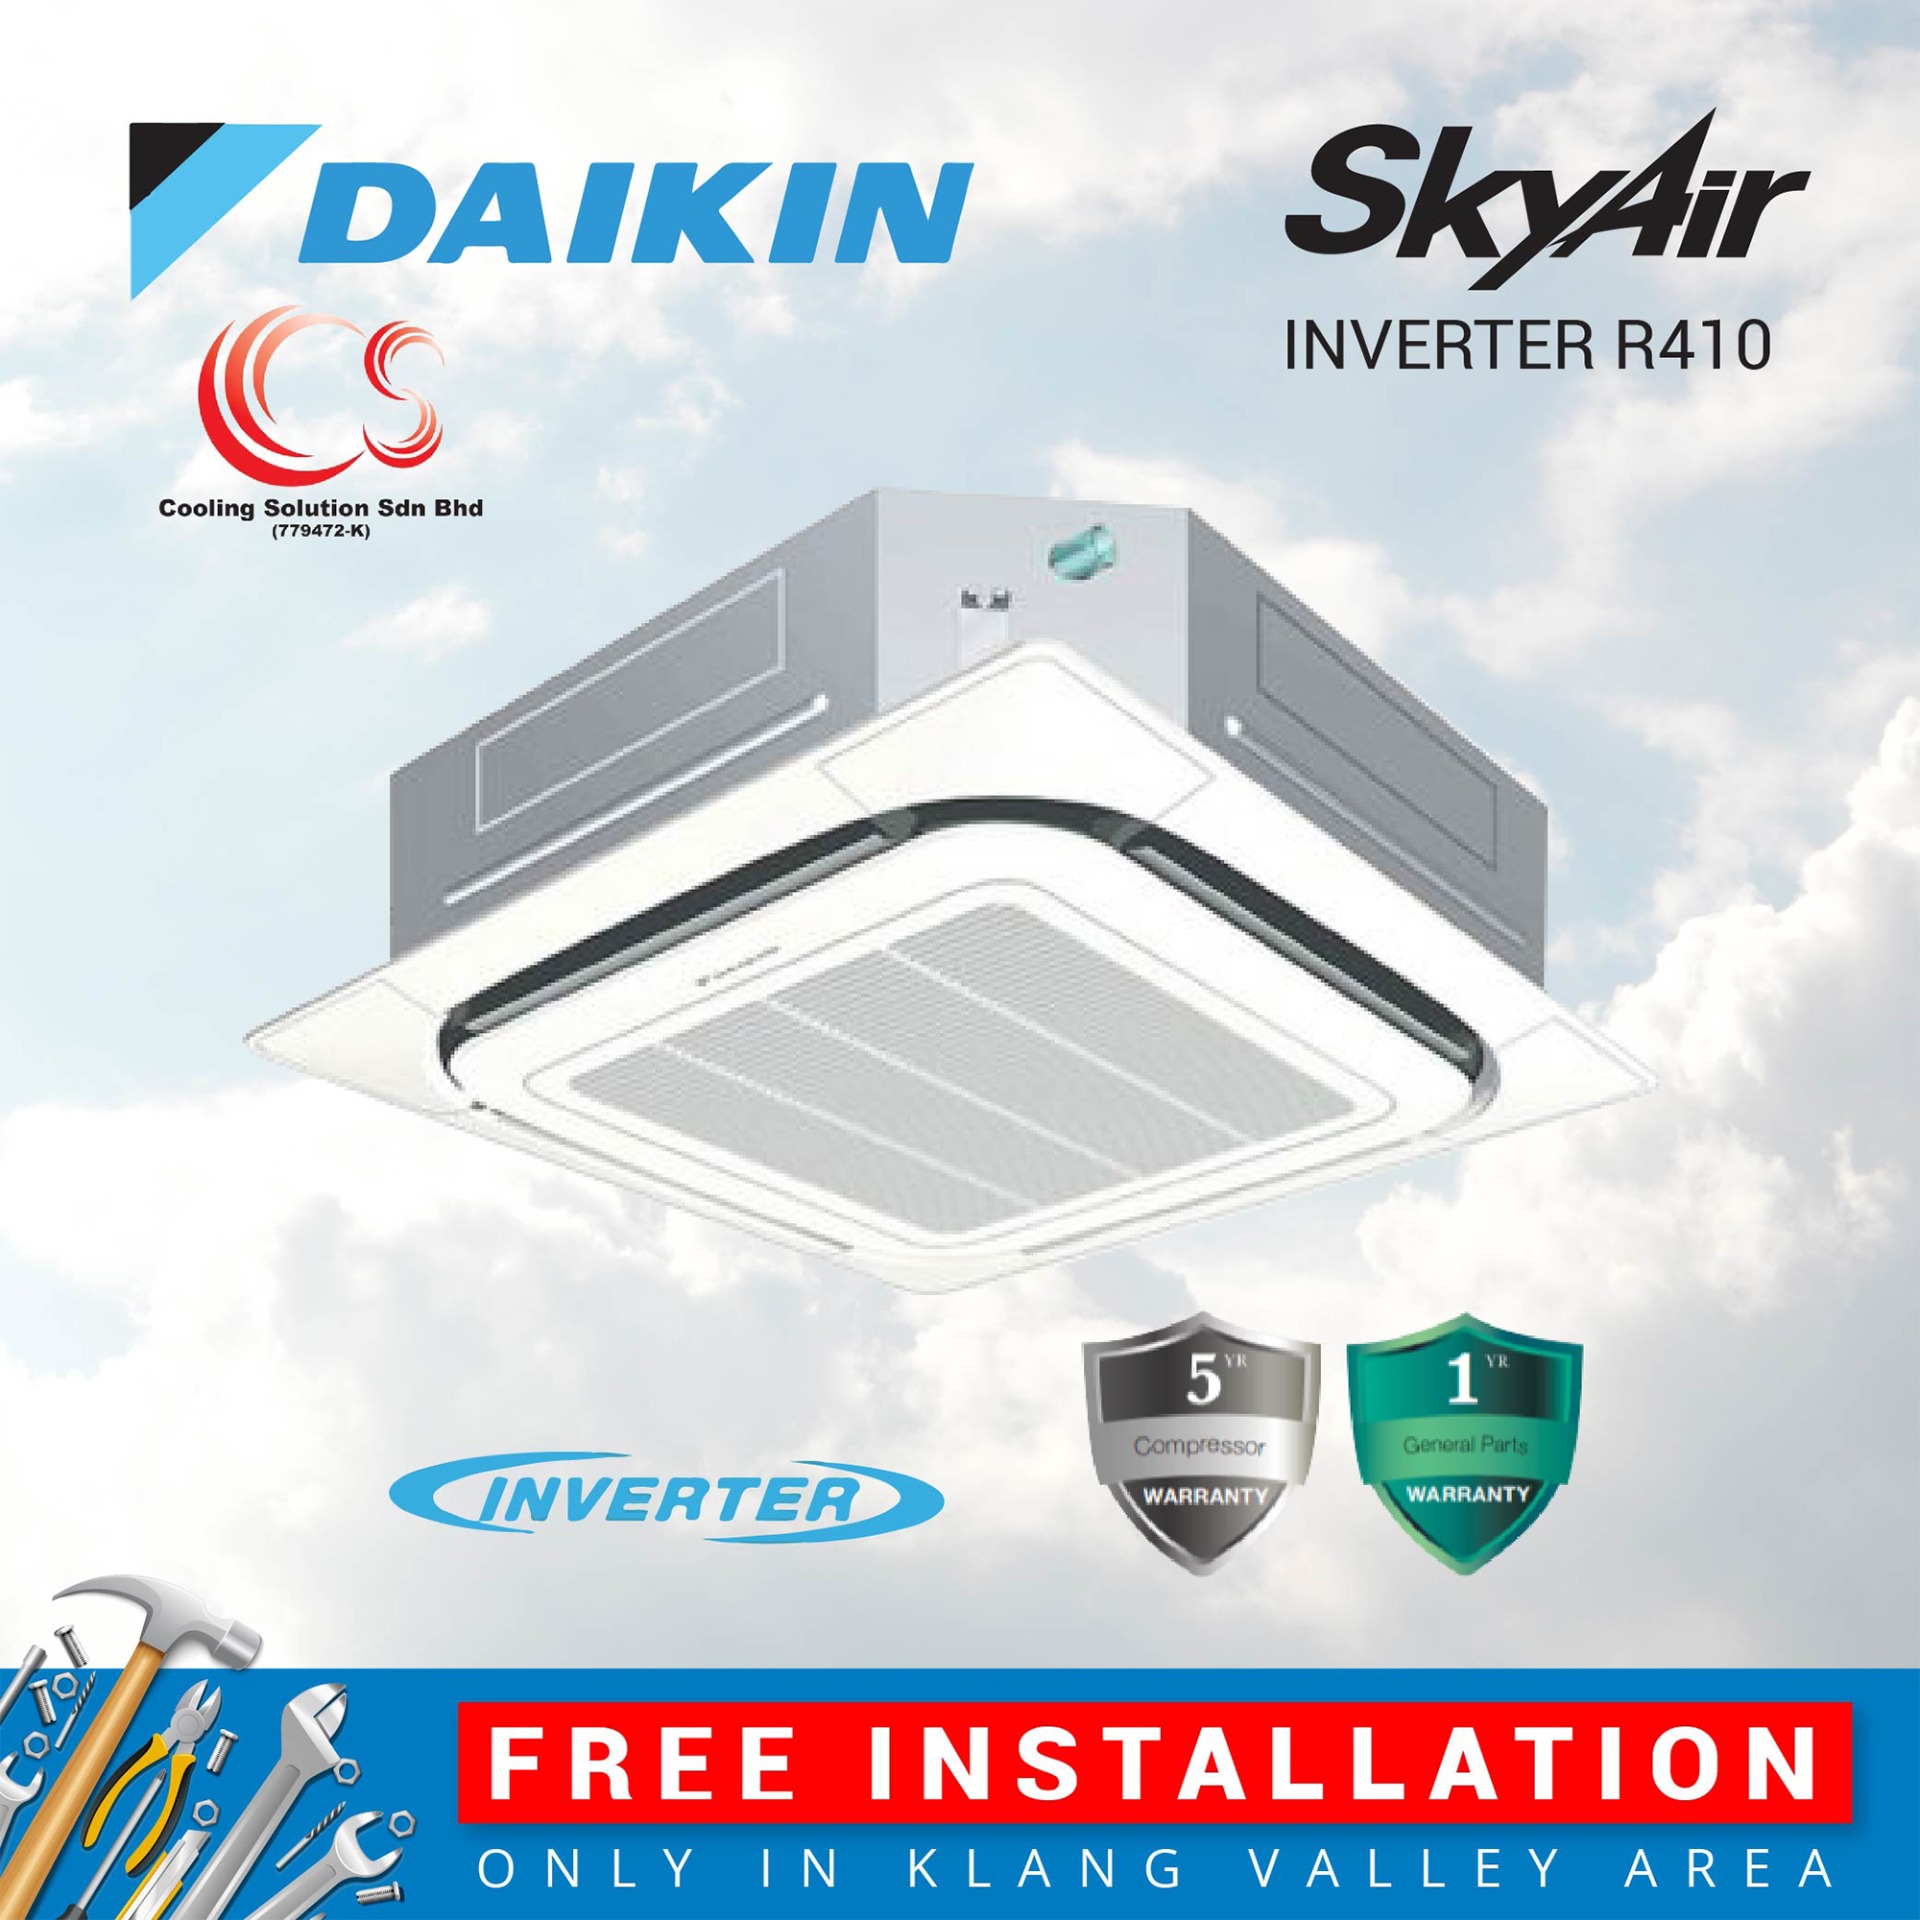 DAIKIN
SkyAir
INVERTER R410
CS
Cooling Solution Sdn Bhd
(779472-K)
INVERTER
5 YR
Compressor
WARRANTY
1 YR
General Parts
WARRANTY
FREE INSTALLATION
ONLY IN KLANG VALLEY AREA